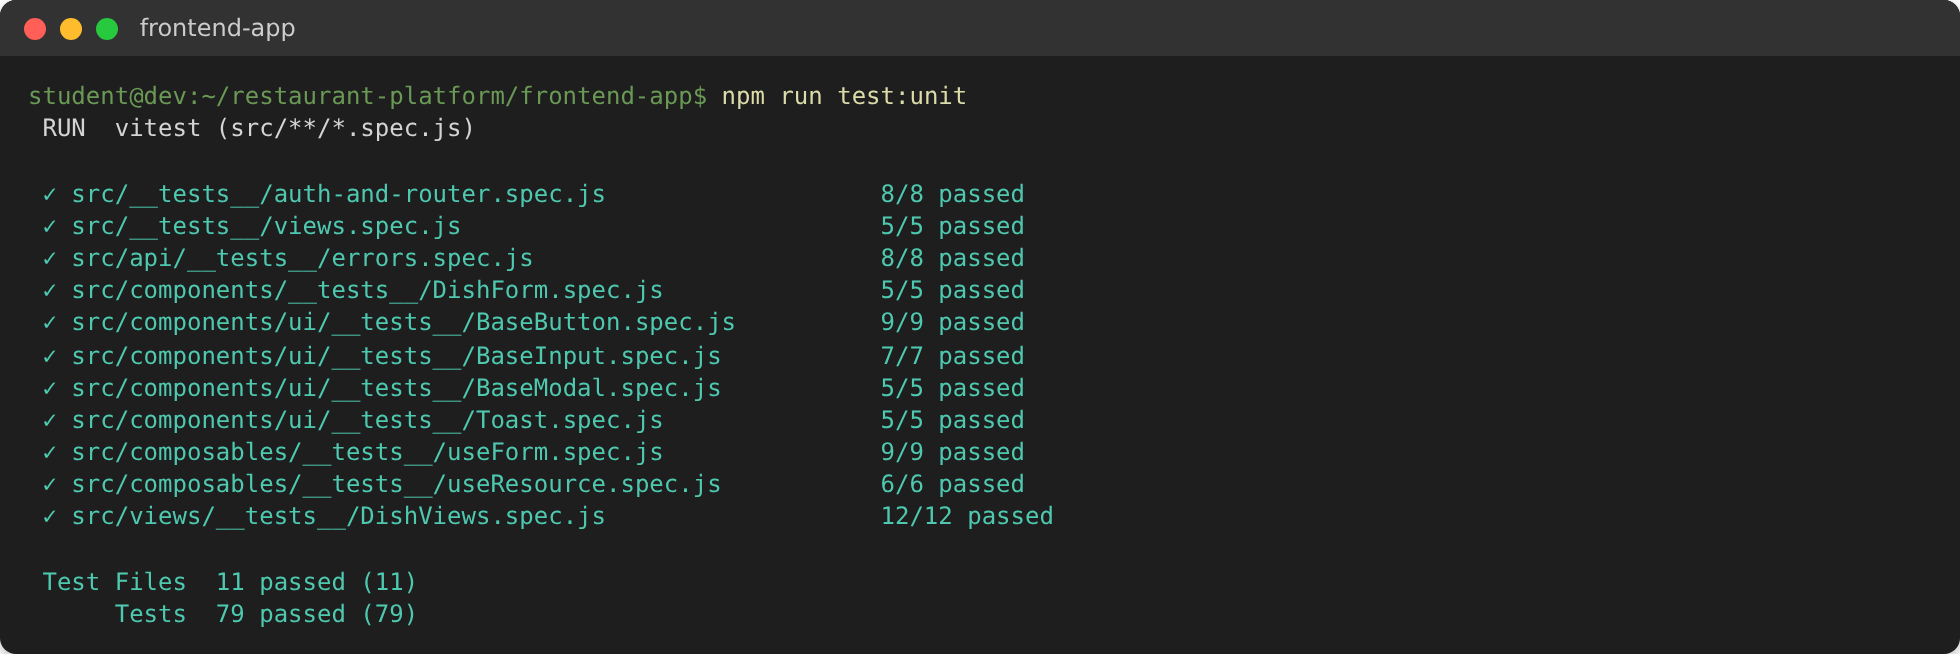 frontend-app
student@dev:~/restaurant-platform/frontend-app$ npm run test:unit
RUN  vitest (src/**/*.spec.js)
✓ src/__tests__/auth-and-router.spec.js 8/8 passed
✓ src/__tests__/views.spec.js 5/5 passed
✓ src/api/__tests__/errors.spec.js 8/8 passed
✓ src/components/__tests__/DishForm.spec.js 5/5 passed
✓ src/components/ui/__tests__/BaseButton.spec.js 9/9 passed
✓ src/components/ui/__tests__/BaseInput.spec.js 7/7 passed
✓ src/components/ui/__tests__/BaseModal.spec.js 5/5 passed
✓ src/components/ui/__tests__/Toast.spec.js 5/5 passed
✓ src/composables/__tests__/useForm.spec.js 9/9 passed
✓ src/composables/__tests__/useResource.spec.js 6/6 passed
✓ src/views/__tests__/DishViews.spec.js 12/12 passed
Test Files  11 passed (11)
Tests  79 passed (79)